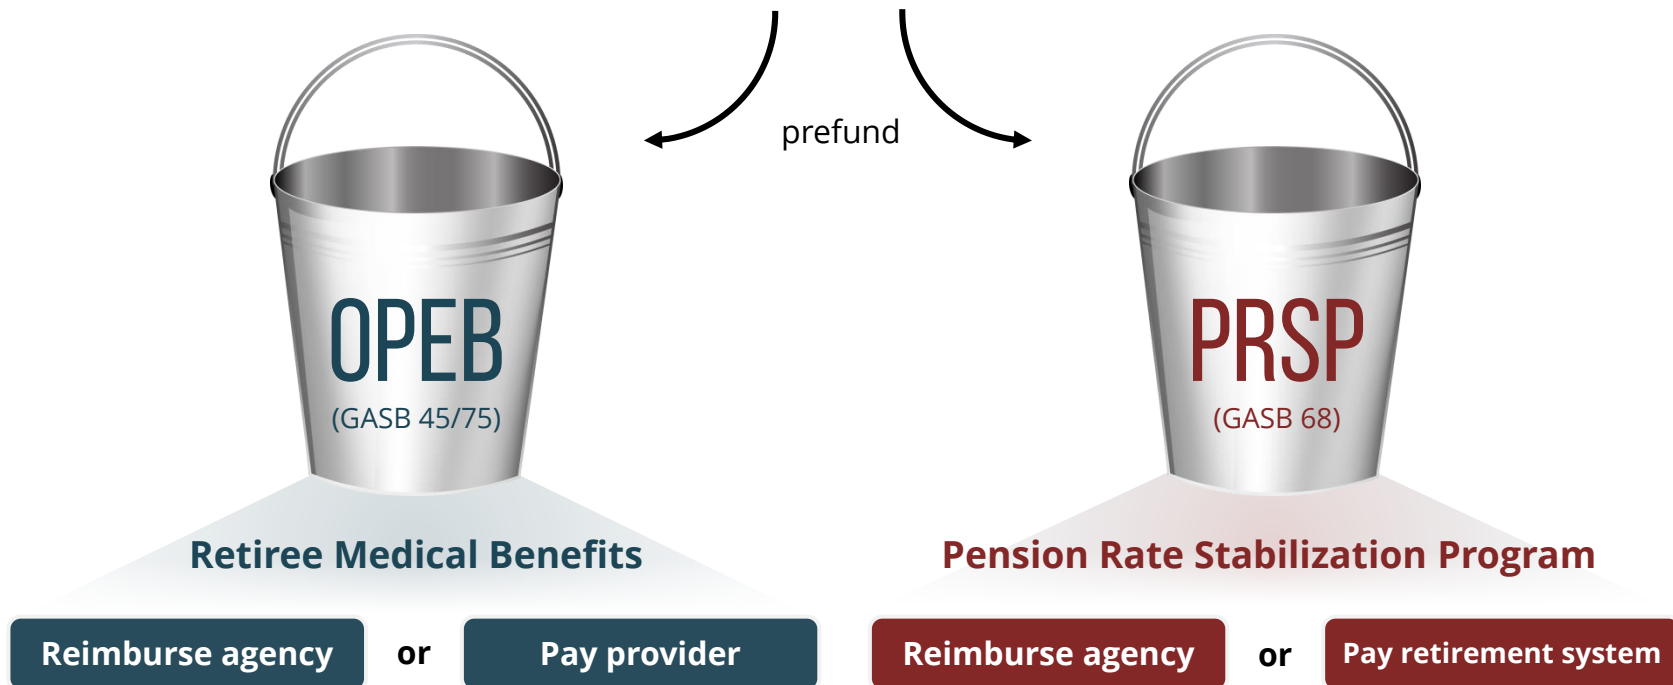 prefund
OPEB
(GASB 45/75)
Retiree Medical Benefits
Reimburse agency or Pay provider
PRSP
(GASB 68)
Pension Rate Stabilization Program
Reimburse agency or Pay retirement system